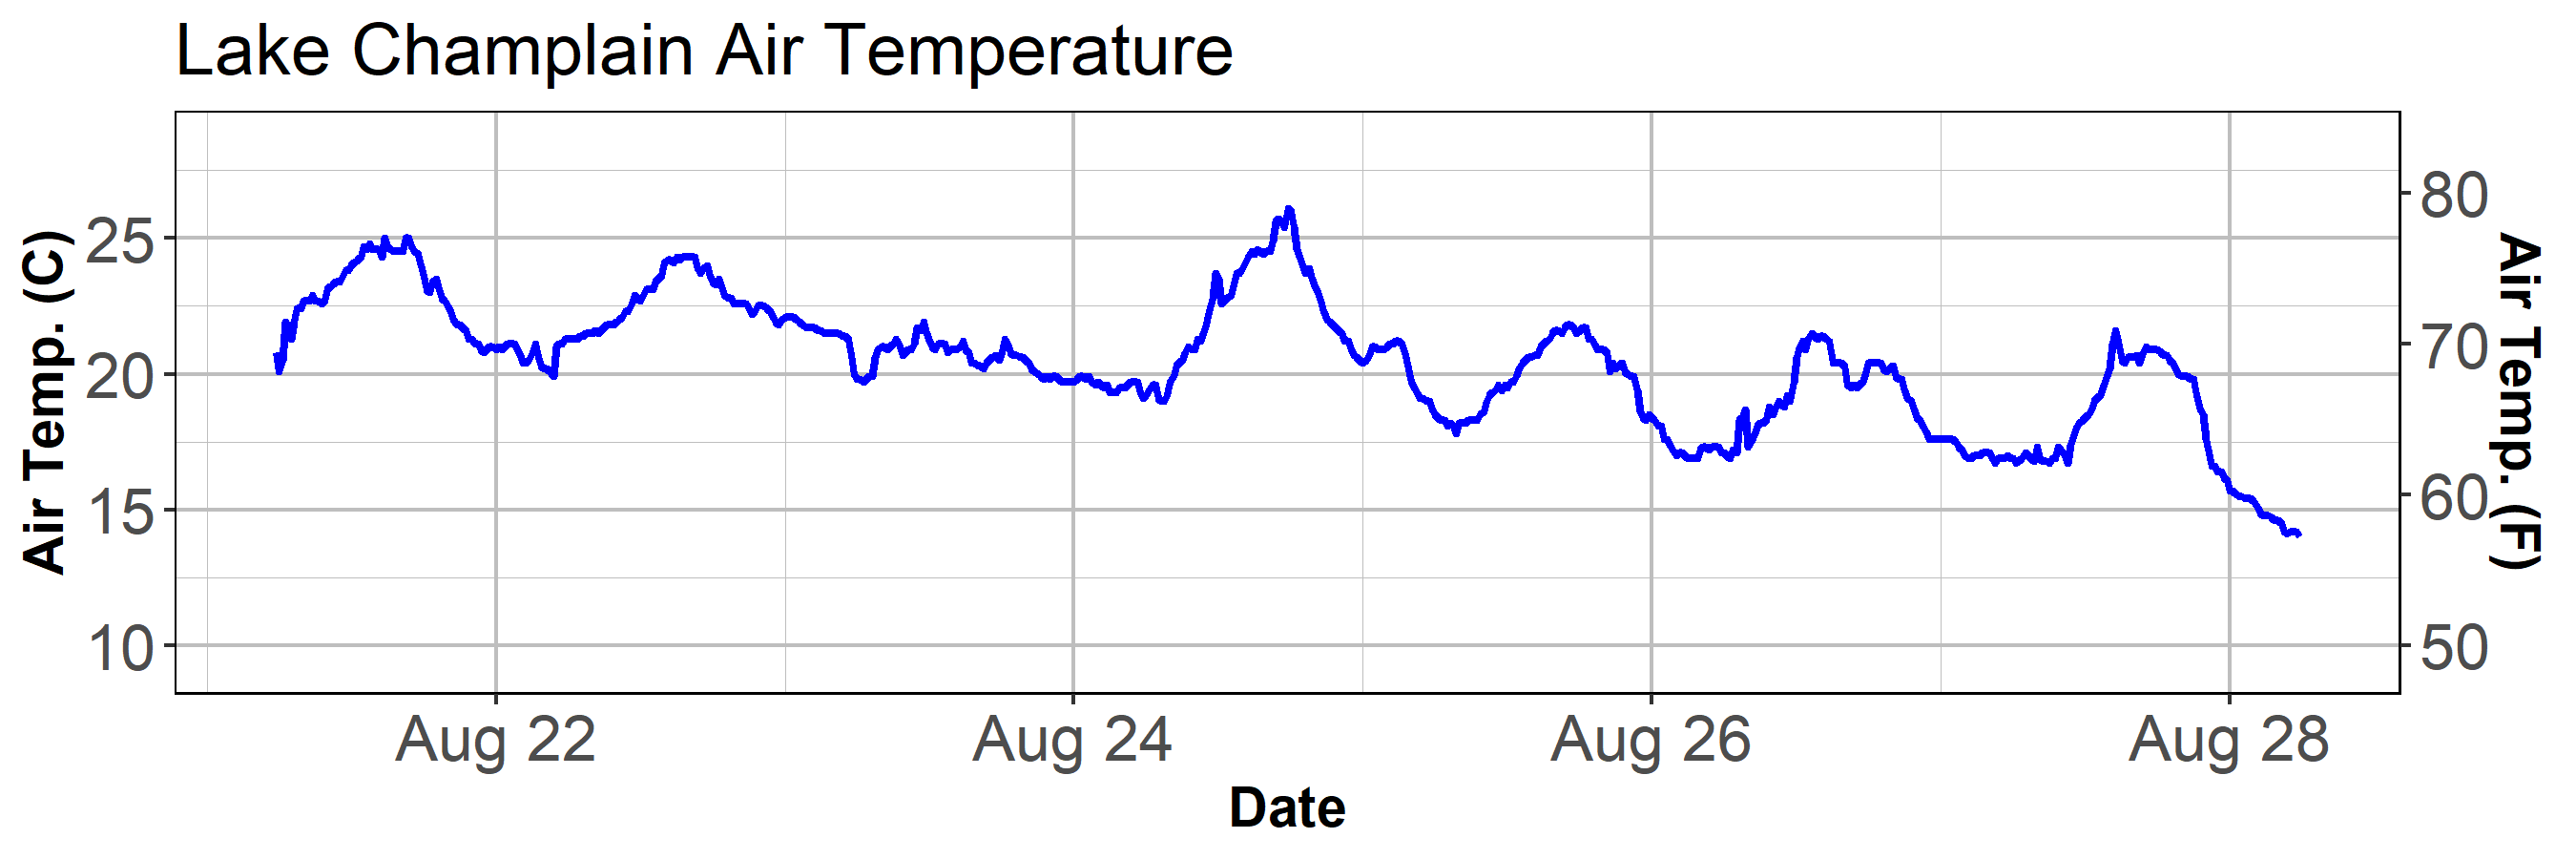 Lake Champlain Air Temperature
Air Temp. (C)
25
20
15
10
80
70
60
50
Air Temp. (F)
Aug 22 Aug 24 Aug 26 Aug 28
Date